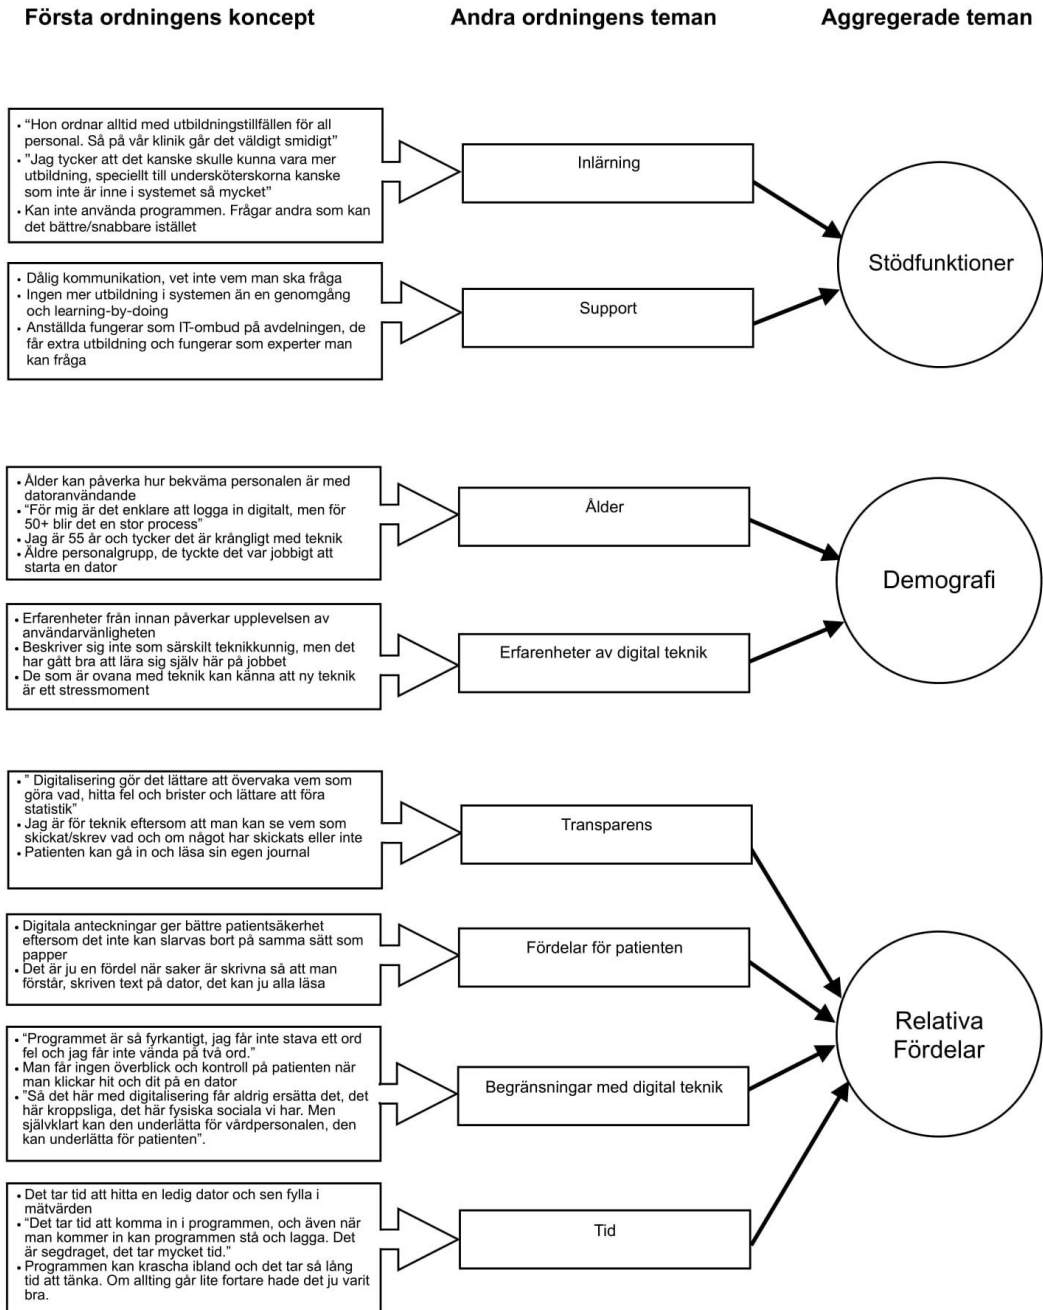 Första ordningens koncept
Andra ordningens teman
Aggregerade teman
• “Hon ordnar alltid med utbildningstillfällen för all
personal. Så på vår klinik går det väldigt smidigt”
• ”Jag tycker att det kanske skulle kunna vara mer
utbildning, speciellt till undersköterskorna kanske
som inte är inne i systemet så mycket”
• Kan inte använda programmen. Frågar andra som kan
det bättre/snabbare istället
Inlärning
• Dålig kommunikation, vet inte vem man ska fråga
• Ingen mer utbildning i systemen än en genomgång
och learning-by-doing
• Anställda fungerar som IT-ombud på avdelningen, de
får extra utbildning och fungerar som experter man
kan fråga
Support
Stödfunktioner
• Ålder kan påverka hur bekväma personalen är med
datoranvändande
• “För mig är det enklare att logga in digitalt, men för
50+ blir det en stor process”
• Jag är 55 år och tycker det är krångligt med teknik
• Äldre personalgrupp, de tyckte det var jobbigt att
starta en dator
Ålder
• Erfarenheter från innan påverkar upplevelsen av
användarvänligheten
• Beskriver sig inte som särskilt teknikkunnig, men det
har gått bra att lära sig själv här på jobbet
• De som är ovana med teknik kan känna att ny teknik
är ett stressmoment
Erfarenheter av digital teknik
Demografi
• ” Digitalisering gör det lättare att övervaka vem som
göra vad, hitta fel och brister och lättare att föra
statistik”
• Jag är för teknik eftersom att man kan se vem som
skickat/skrev vad och om något har skickats eller inte
• Patienten kan gå in och läsa sin egen journal
Transparens
• Digitala anteckningar ger bättre patientsäkerhet
eftersom det inte kan slarvas bort på samma sätt som
papper
• Det är ju en fördel när saker är skrivna så att man
förstår, skriven text på dator, det kan ju alla läsa
Fördelar för patienten
• “Programmet är så fyrkantigt, jag får inte stava ett ord
fel och jag får inte vända på två ord.”
• Man får ingen överblick och kontroll på patienten när
man klickar hit och dit på en dator
• ”Så det här med digitalisering får aldrig ersätta det, det
här kroppsliga, det här fysiska sociala vi har. Men
självklart kan den underlätta för vårdpersonalen, den
kan underlätta för patienten”.
Begränsningar med digital teknik
• Det tar tid att hitta en ledig dator och sen fylla i
mätvärden
• “Det tar tid att komma in i programmen, och även när
man kommer in kan programmen stå och lagga. Det
är segdraget, det tar mycket tid.”
• Programmen kan krascha ibland och det tar så lång
tid att tänka. Om allting går lite fortare hade det ju varit
bra.
Tid
Relativa
Fördelar